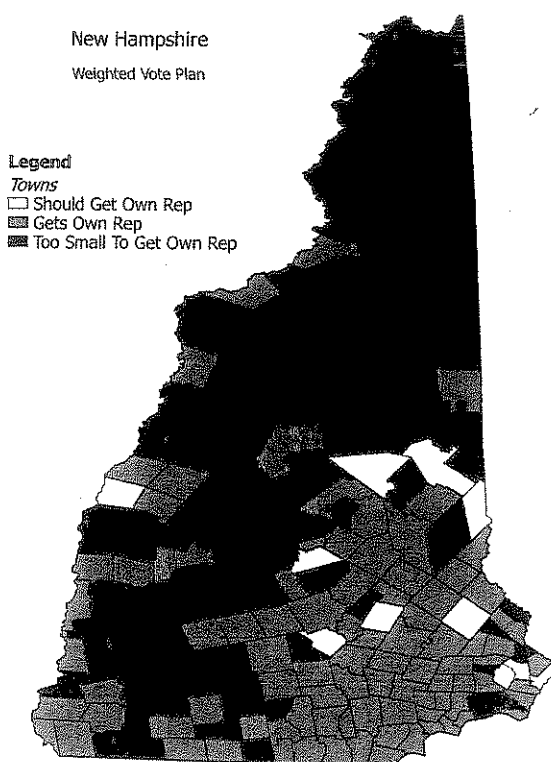 New Hampshire
Weighted Vote Plan
Legend
Towns
Should Get Own Rep
Gets Own Rep
Too Small To Get Own Rep